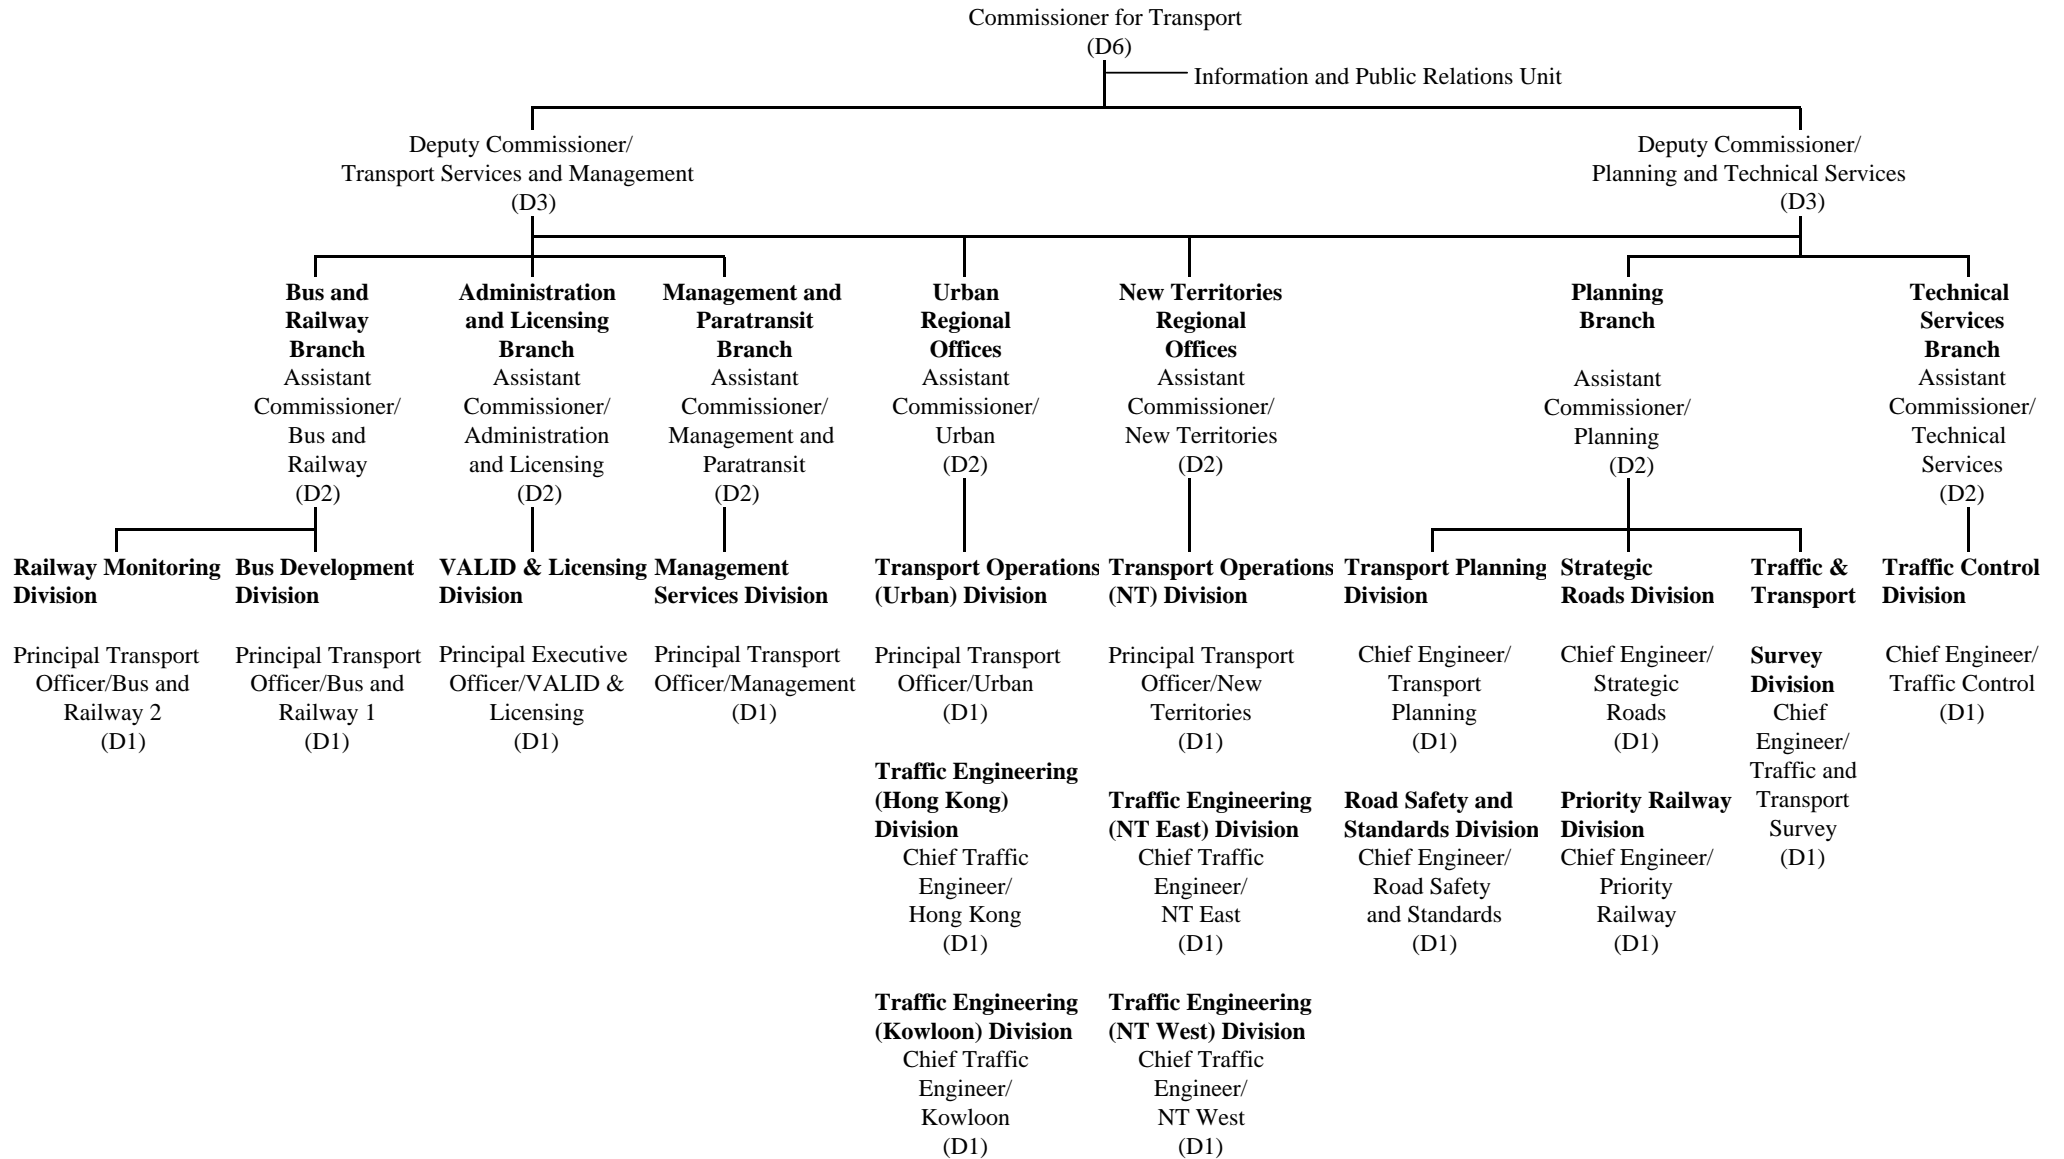 Commissioner for Transport
(D6)
Information and Public Relations Unit
Deputy Commissioner/
Transport Services and Management
(D3)
Deputy Commissioner/
Planning and Technical Services
(D3)
Bus and
Railway
Branch
Assistant
Commissioner/
Bus and
Railway
(D2)
Administration
and Licensing
Branch
Assistant
Commissioner/
Administration
and Licensing
(D2)
Management and
Paratransit
Branch
Assistant
Commissioner/
Management and
Paratransit
(D2)
Urban
Regional
Offices
Assistant
Commissioner/
Urban
(D2)
New Territories
Regional
Offices
Assistant
Commissioner/
New Territories
(D2)
Planning
Branch
Assistant
Commissioner/
Planning
(D2)
Technical
Services
Branch
Assistant
Commissioner/
Technical
Services
(D2)
Railway Monitoring
Division
Principal Transport
Officer/Bus and
Railway 2
(D1)
Bus Development
Division
Principal Transport
Officer/Bus and
Railway 1
(D1)
VALID & Licensing
Division
Principal Executive
Officer/VALID &
Licensing
(D1)
Management
Services Division
Principal Transport
Officer/Management
(D1)
Transport Operations
(Urban) Division
Principal Transport
Officer/Urban
(D1)
Traffic Engineering
(Hong Kong)
Division
Chief Traffic
Engineer/
Hong Kong
(D1)
Traffic Engineering
(Kowloon) Division
Chief Traffic
Engineer/
Kowloon
(D1)
Transport Operations
(NT) Division
Principal Transport
Officer/New
Territories
(D1)
Traffic Engineering
(NT East) Division
Chief Traffic
Engineer/
NT East
(D1)
Traffic Engineering
(NT West) Division
Chief Traffic
Engineer/
NT West
(D1)
Transport Planning
Division
Chief Engineer/
Transport
Planning
(D1)
Road Safety and
Standards Division
Chief Engineer/
Road Safety
and Standards
(D1)
Strategic
Roads Division
Chief Engineer/
Strategic
Roads
(D1)
Priority Railway
Division
Chief Engineer/
Priority
Railway
(D1)
Traffic &
Transport
Survey
Division
Chief
Engineer/
Traffic and
Transport
Survey
(D1)
Traffic Control
Division
Chief Engineer/
Traffic Control
(D1)